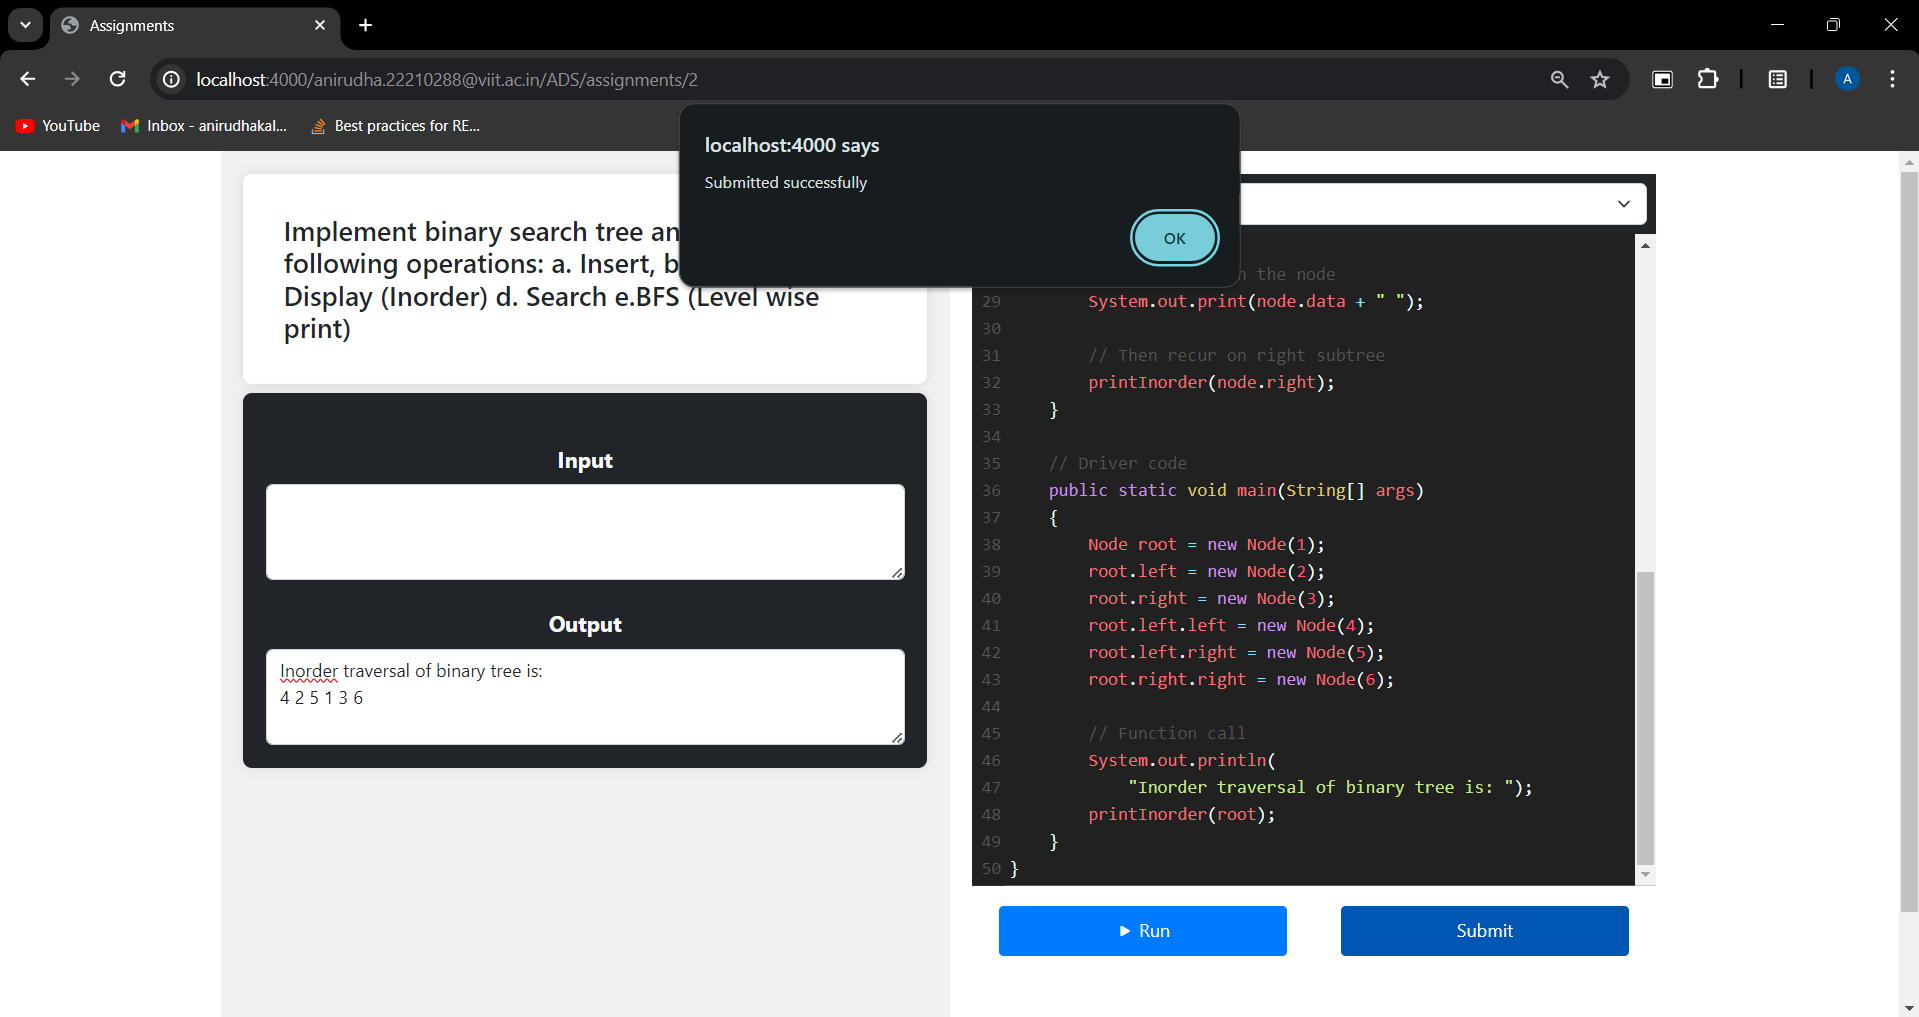 Assignments
localhost:4000/anirudha.22210288@viit.ac.in/ADS/assignments/2
A
YouTube
Inbox - anirudhakal...
Best practices for RE...
localhost:4000 says
Submitted successfully
OK
Implement binary search tree an
following operations: a. Insert, b
Display (Inorder) d. Search e.BFS (Level wise
print)
Input
Output
Inorder traversal of binary tree is:
4 2 5 1 3 6
the node
29 System.out.print(node.data + " ");
30
31 // Then recur on right subtree
32 printInorder(node.right);
33 }
34
35 // Driver code
36 public static void main(String[] args)
37 {
38 Node root = new Node(1);
39 root.left = new Node(2);
40 root.right = new Node(3);
41 root.left.left = new Node(4);
42 root.left.right = new Node(5);
43 root.right.right = new Node(6);
44
45 // Function call
46 System.out.println(
47 "Inorder traversal of binary tree is: ");
48 printInorder(root);
49 }
50 }
Run
Submit